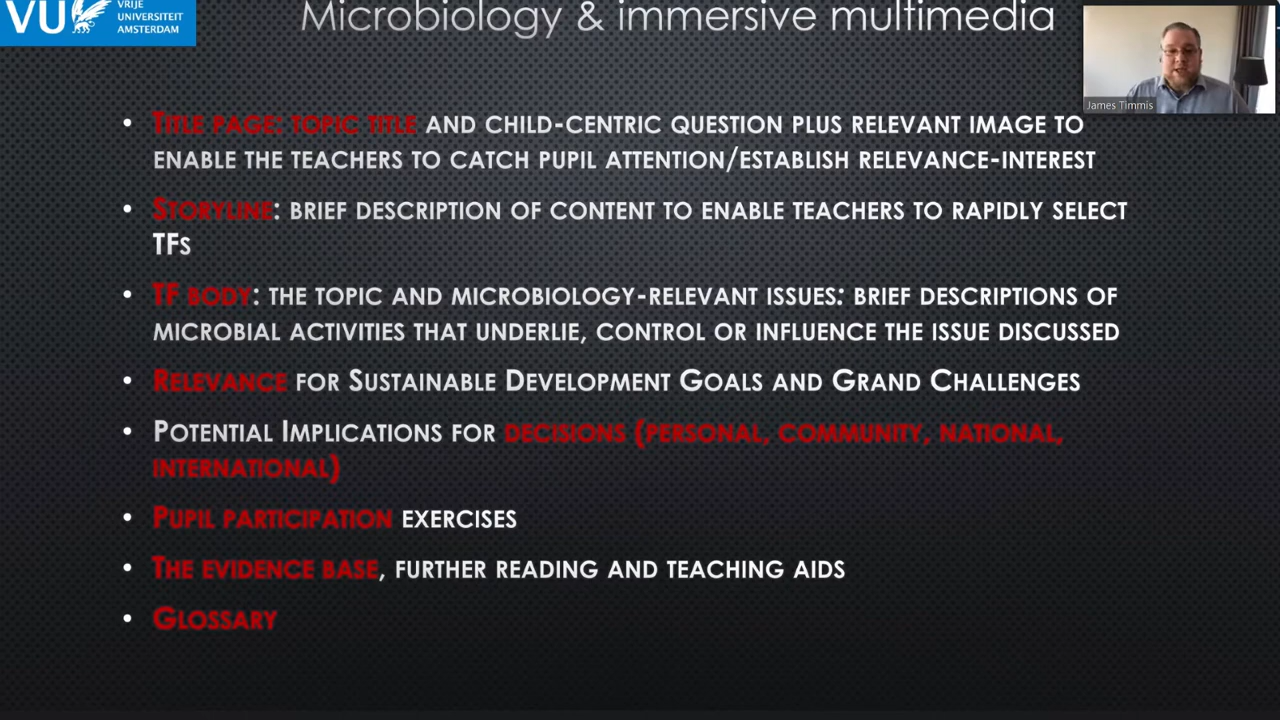 VU VRIJE UNIVERSITEIT AMSTERDAM
Microbiology & immersive multimedia
James Timmis
• Title page: topic title and child-centric question plus relevant image to
enable the teachers to catch pupil attention/establish relevance-interest
• Storyline: brief description of content to enable teachers to rapidly select
TFs
• TF body: the topic and microbiology-relevant issues: brief descriptions of
microbial activities that underlie, control or influence the issue discussed
• Relevance for Sustainable Development Goals and Grand Challenges
• Potential Implications for decisions (personal, community, national,
international)
• Pupil participation exercises
• The evidence base, further reading and teaching aids
• Glossary